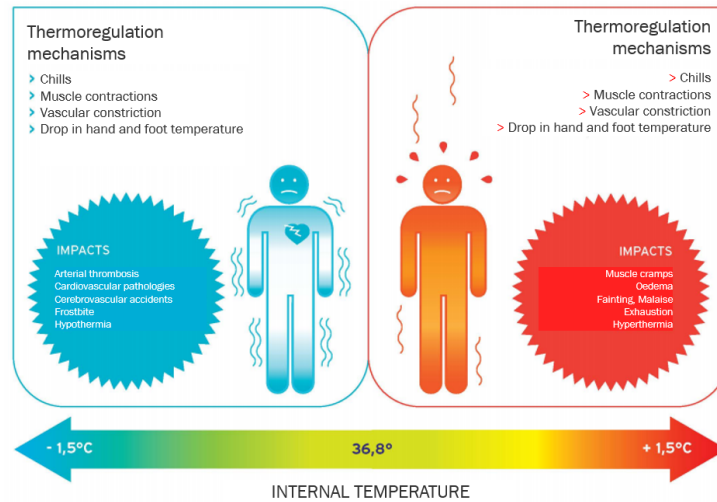 Thermoregulation
mechanisms
> Chills
> Muscle contractions
> Vascular constriction
> Drop in hand and foot temperature
IMPACTS
Arterial thrombosis
Cardiovascular pathologies
Cerebrovascular accidents
Frostbite
Hypothermia
Thermoregulation
mechanisms
> Chills
> Muscle contractions
> Vascular constriction
> Drop in hand and foot temperature
IMPACTS
Muscle cramps
Oedema
Fainting, Malaise
Exhaustion
Hyperthermia
- 1,5°C
36,8°
+ 1,5°C
INTERNAL TEMPERATURE